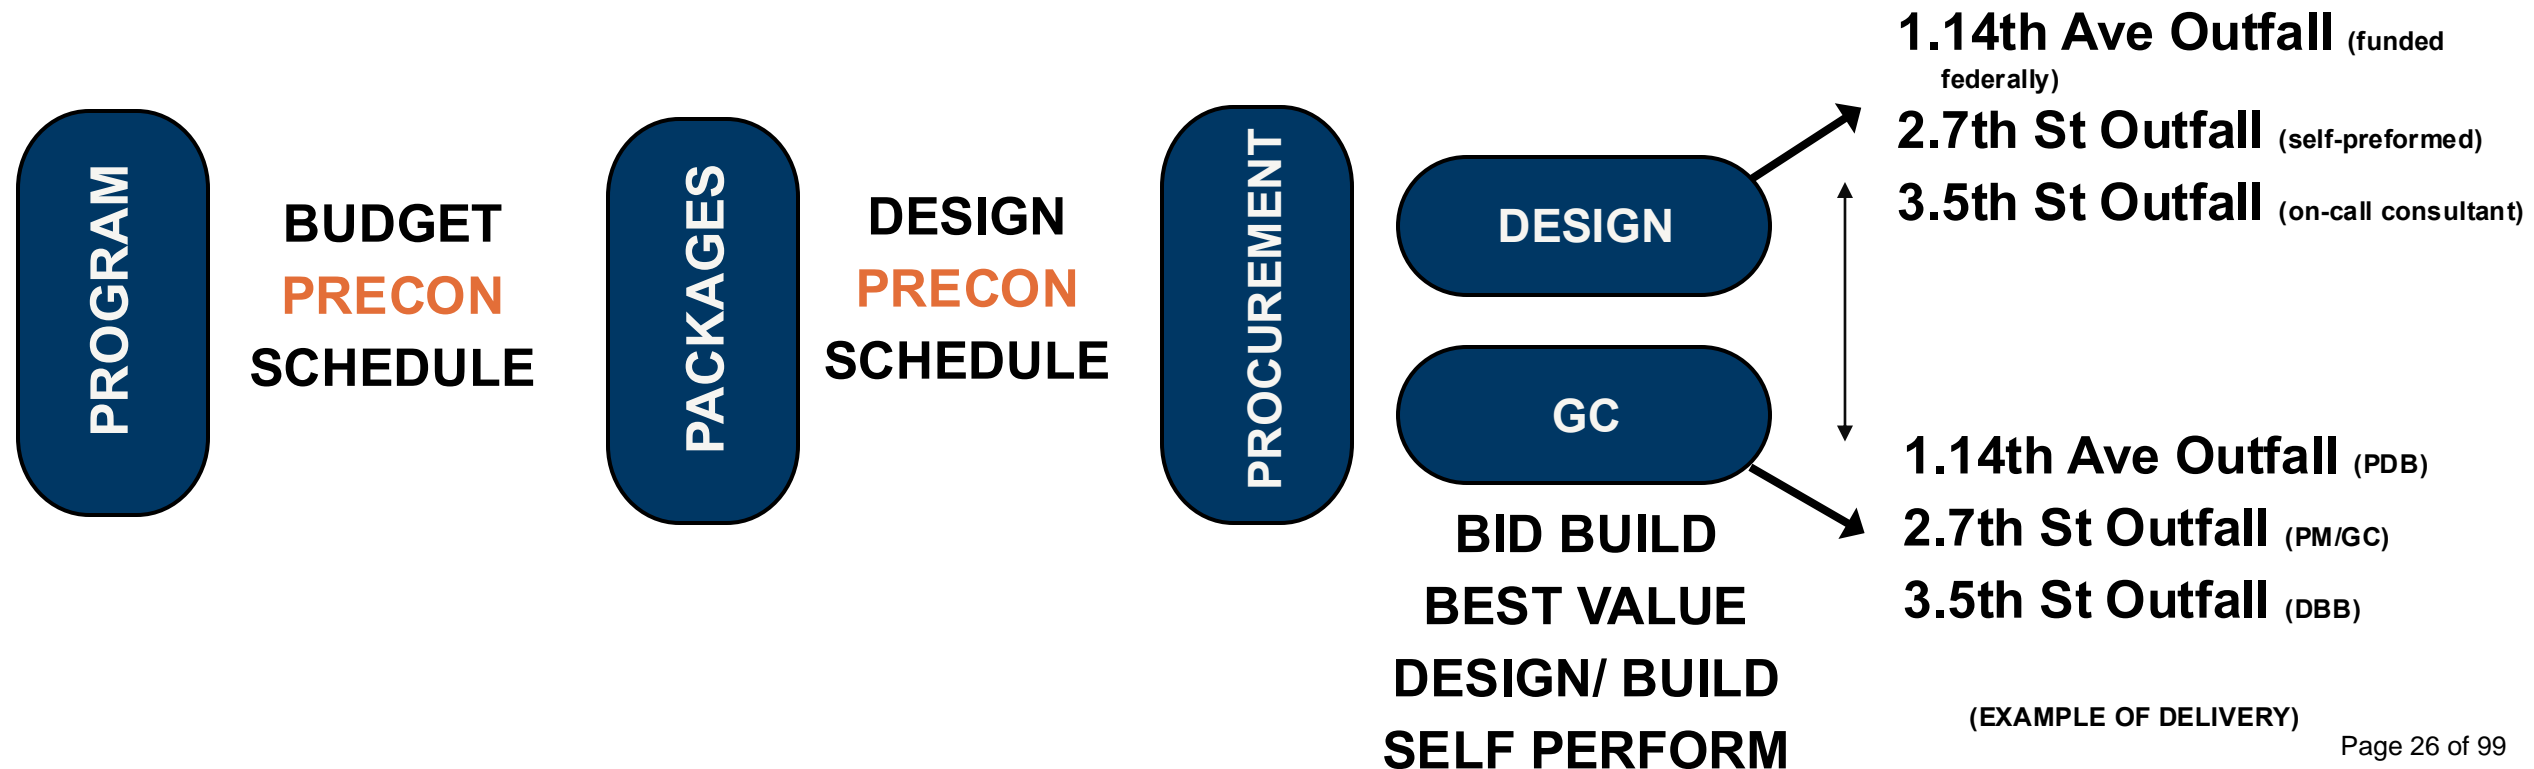 PROGRAM
BUDGET
PRECON
SCHEDULE
PACKAGES
DESIGN
PRECON
SCHEDULE
PROCUREMENT
DESIGN
GC
BID BUILD
BEST VALUE
DESIGN/ BUILD
SELF PERFORM
1.14th Ave Outfall (funded
federally)
2.7th St Outfall (self-preformed)
3.5th St Outfall (on-call consultant)
1.14th Ave Outfall (PDB)
2.7th St Outfall (PM/GC)
3.5th St Outfall (DBB)
(EXAMPLE OF DELIVERY)
Page 26 of 99